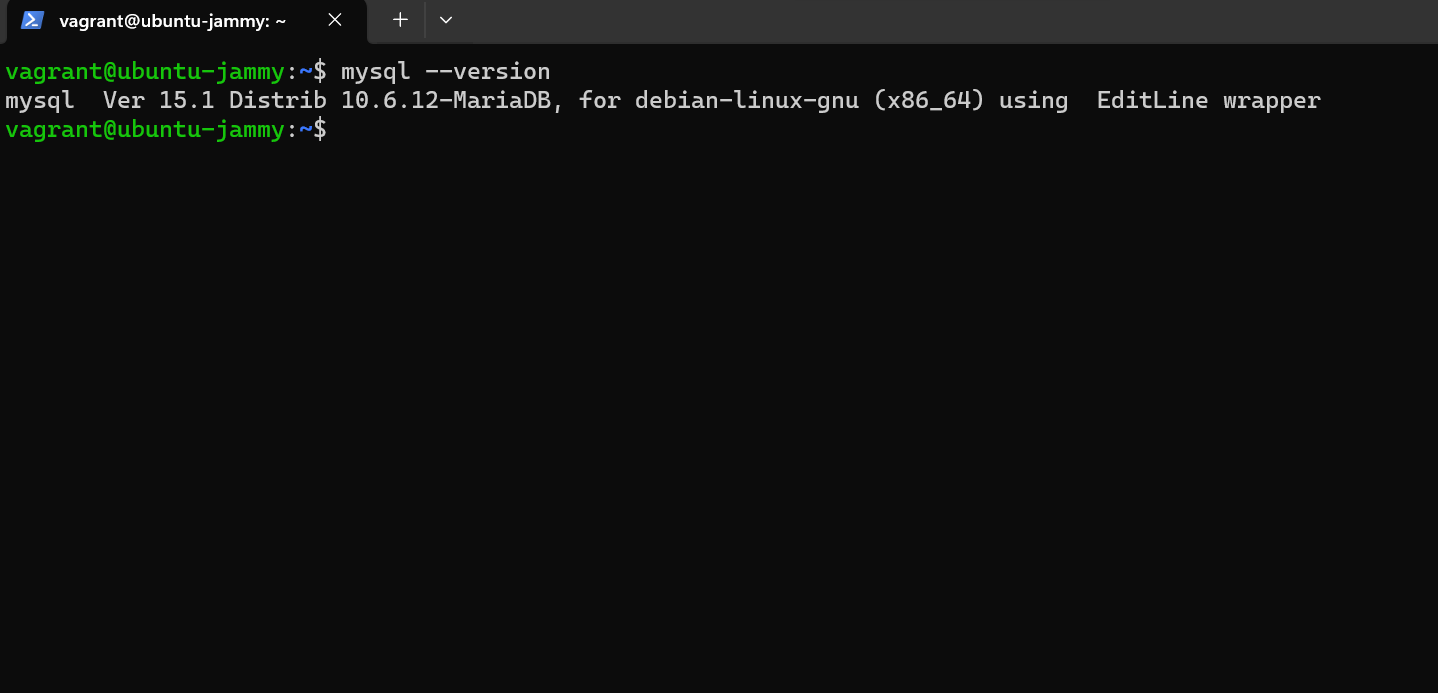 vagrant@ubuntu-jammy: ~
vagrant@ubuntu-jammy:~$ mysql --version
mysql  Ver 15.1 Distrib 10.6.12-MariaDB, for debian-linux-gnu (x86_64) using  EditLine wrapper
vagrant@ubuntu-jammy:~$